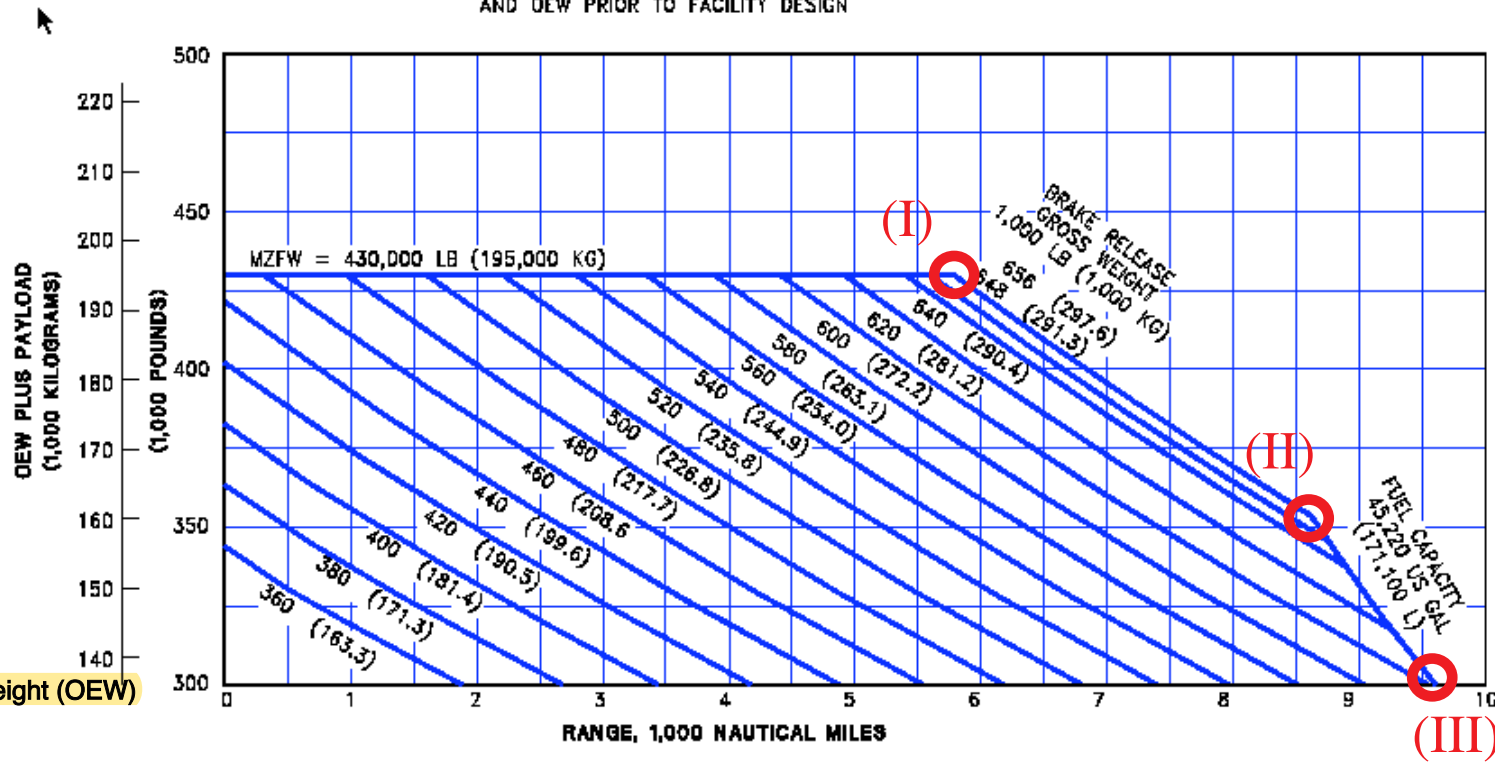 AND OEW PRIOR TO FACILITY DESIGN
500
450
400
350
300
220
210
200
190
180
170
160
150
140
OEW PLUS PAYLOAD
(1,000 KILOGRAMS)
(1,000 POUNDS)
MZFW = 430,000 LB (195,000 KG)
(I)
BRAKE RELEASE
GROSS WEIGHT
1,000 LB (1,000 KG)
656 (297.6)
648 (291.3)
640 (290.4)
620 (281.2)
600 (272.2)
580 (263.1)
560 (254.0)
540 (244.9)
520 (235.8)
500 (226.8)
480 (217.7)
460 (208.6
440 (199.6)
420 (190.5)
400 (181.4)
380 (171.3)
360 (163.3)
(II)
FUEL CAPACITY
45,220 US GAL
(171,100 L)
(III)
eight (OEW)
0 1 2 3 4 5 6 7 8 9 10
RANGE, 1,000 NAUTICAL MILES